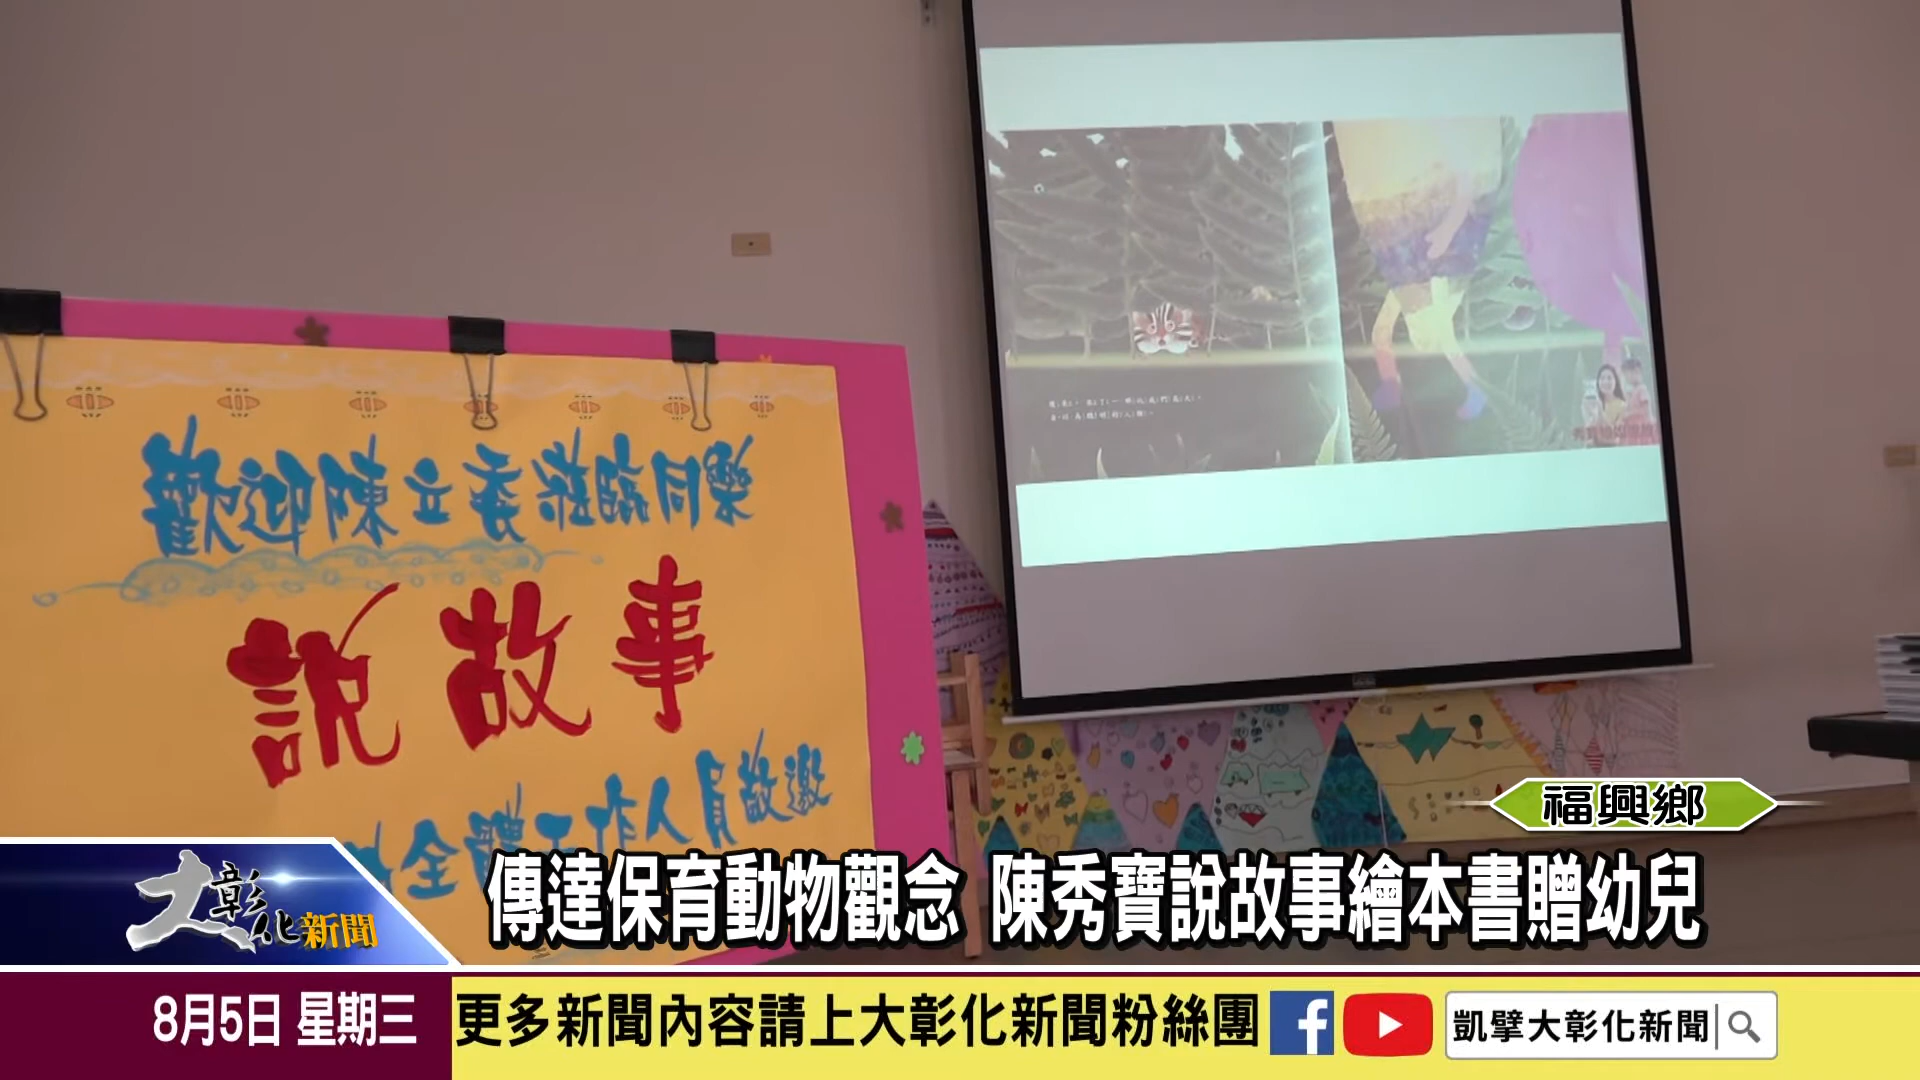 歡迎陳立委蒞臨同樂
說故事
全體工作人員敬邀
福興鄉
大彰化新聞
傳達保育動物觀念 陳秀寶說故事繪本書贈幼兒
8月5日 星期三
更多新聞內容請上大彰化新聞粉絲團
凱擘大彰化新聞